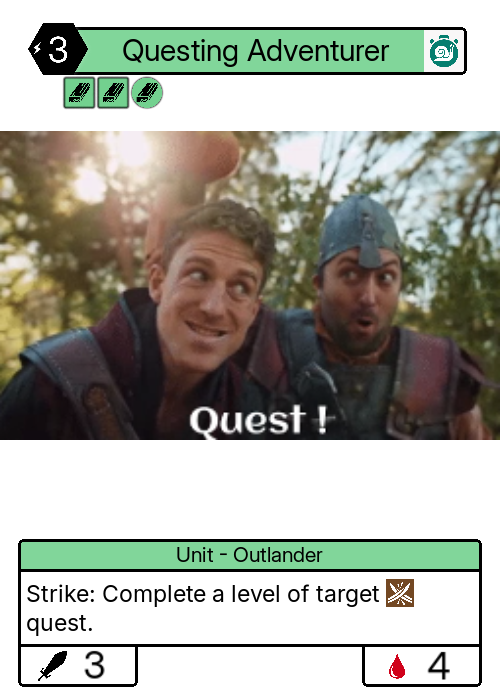 3 Questing Adventurer
Quest !
Unit - Outlander
Strike: Complete a level of target
quest.
3
4